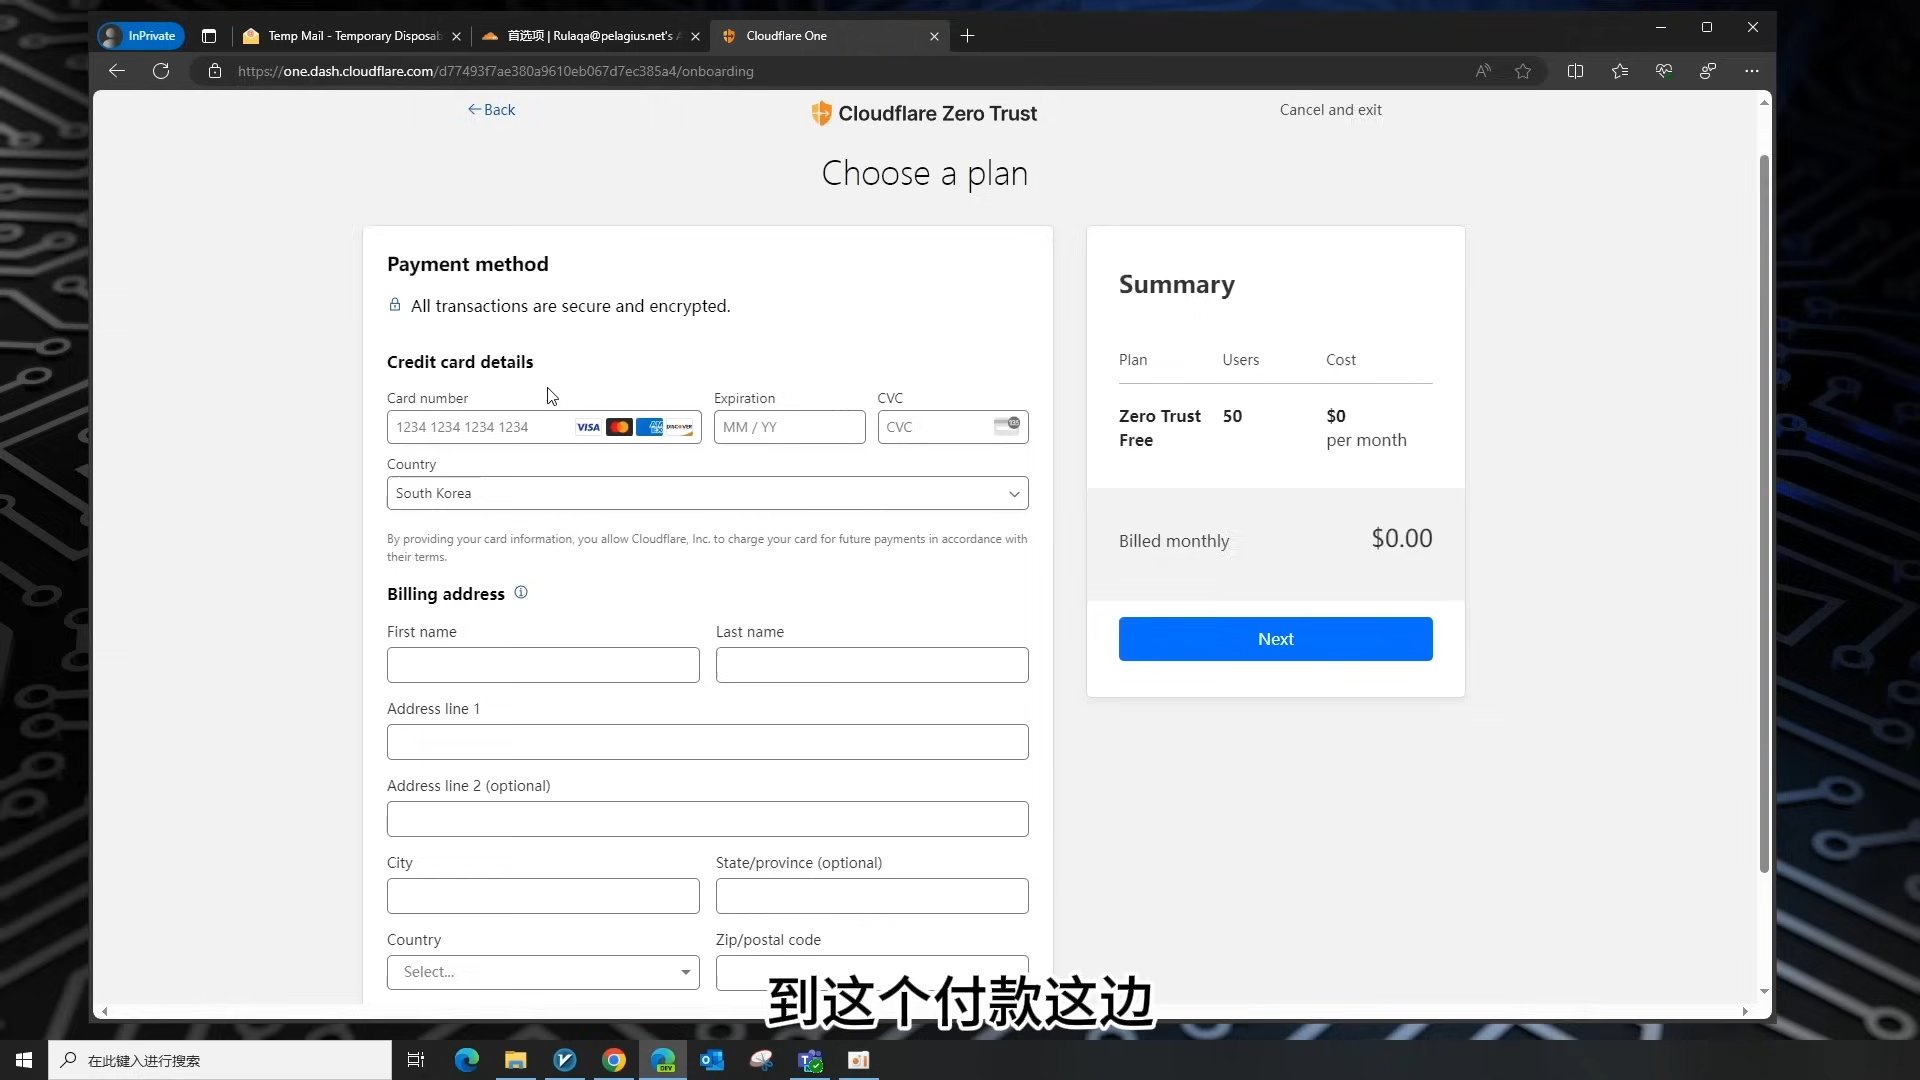 InPrivate
Temp Mail - Temporary Disposab
首选项 | Rulaqa@pelagius.net's A
Cloudflare One
https://one.dash.cloudflare.com/d77493f7ae380a9610eb067d7ec385a4/onboarding
Back
Cloudflare Zero Trust
Cancel and exit
Choose a plan
Payment method
All transactions are secure and encrypted.
Credit card details
Card number
Expiration
CVC
1234 1234 1234 1234
VISA
AM EX
DISCOVER
MM / YY
CVC
135
Country
South Korea
By providing your card information, you allow Cloudflare, Inc. to charge your card for future payments in accordance with
their terms.
Billing address
First name
Last name
Address line 1
Address line 2 (optional)
City
State/province (optional)
Country
Zip/postal code
Select...
Summary
Plan
Users
Cost
Zero Trust
Free
50
$0
per month
Billed monthly
$0.00
Next
到这个付款这边
在此键入进行搜索
DEV